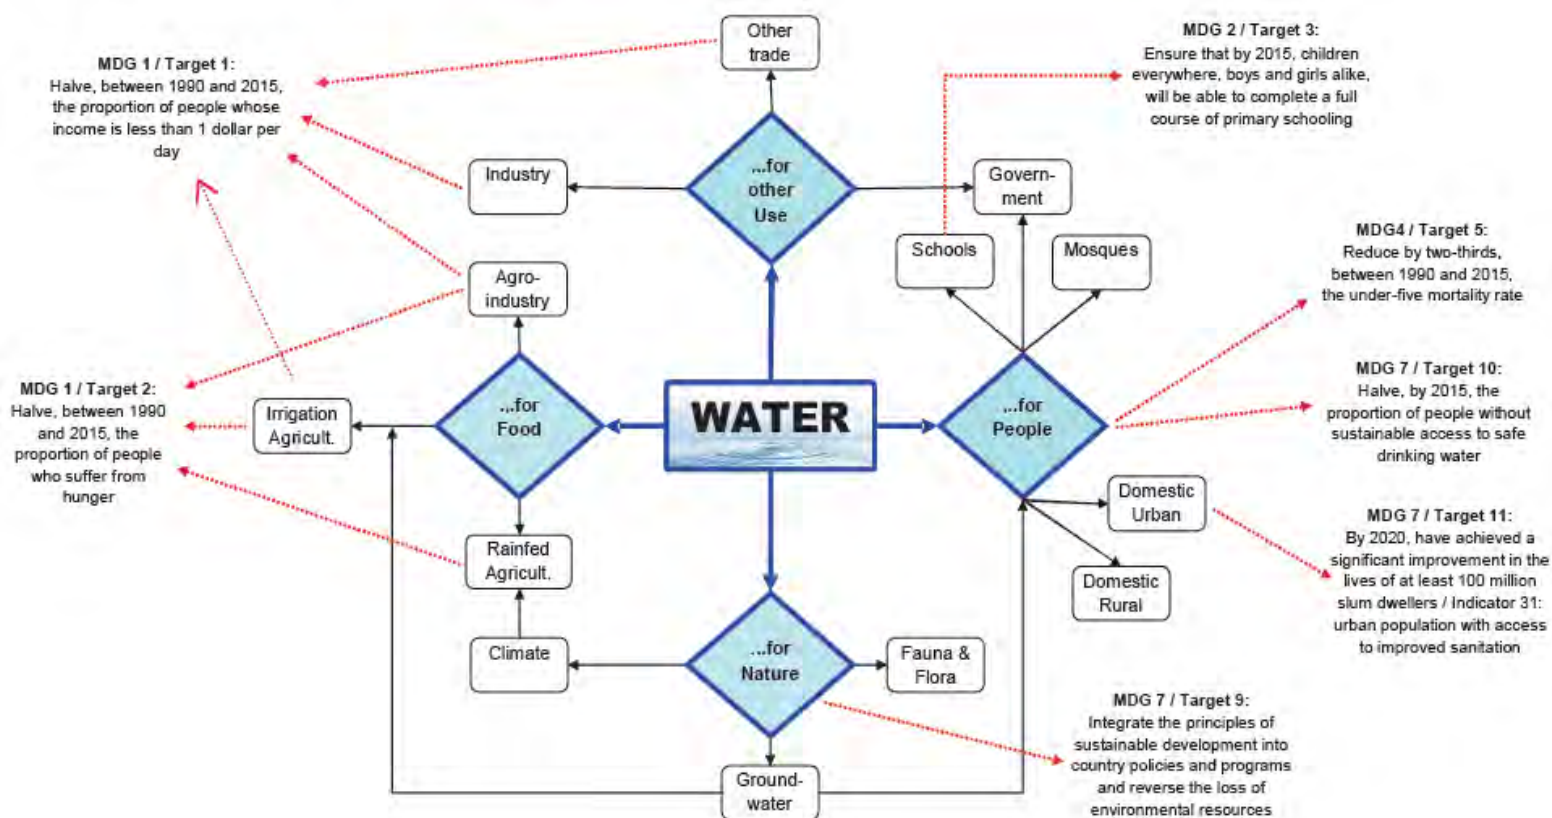 Other
trade
MDG 1 / Target 1:
Halve, between 1990 and 2015,
the proportion of people whose
income is less than 1 dollar per
day
MDG 2 / Target 3:
Ensure that by 2015, children
everywhere, boys and girls alike,
will be able to complete a full
course of primary schooling
Industry
...for
other
Use
Govern-
ment
Schools
Mosques
MDG4 / Target 5:
Reduce by two-thirds,
between 1990 and 2015,
the under-five mortality rate
Agro-
industry
MDG 1 / Target 2:
Halve, between 1990
and 2015, the
proportion of people
who suffer from
hunger
Irrigation
Agricult.
...for
Food
WATER
...for
People
MDG 7 / Target 10:
Halve, by 2015, the
proportion of people without
sustainable access to safe
drinking water
Domestic
Urban
Domestic
Rural
MDG 7 / Target 11:
By 2020, have achieved a
significant improvement in the
lives of at least 100 million
slum dwellers / Indicator 31:
urban population with access
to improved sanitation
Rainfed
Agricult.
Climate
...for
Nature
Fauna &
Flora
Ground-
water
MDG 7 / Target 9:
Integrate the principles of
sustainable development into
country policies and programs
and reverse the loss of
environmental resources